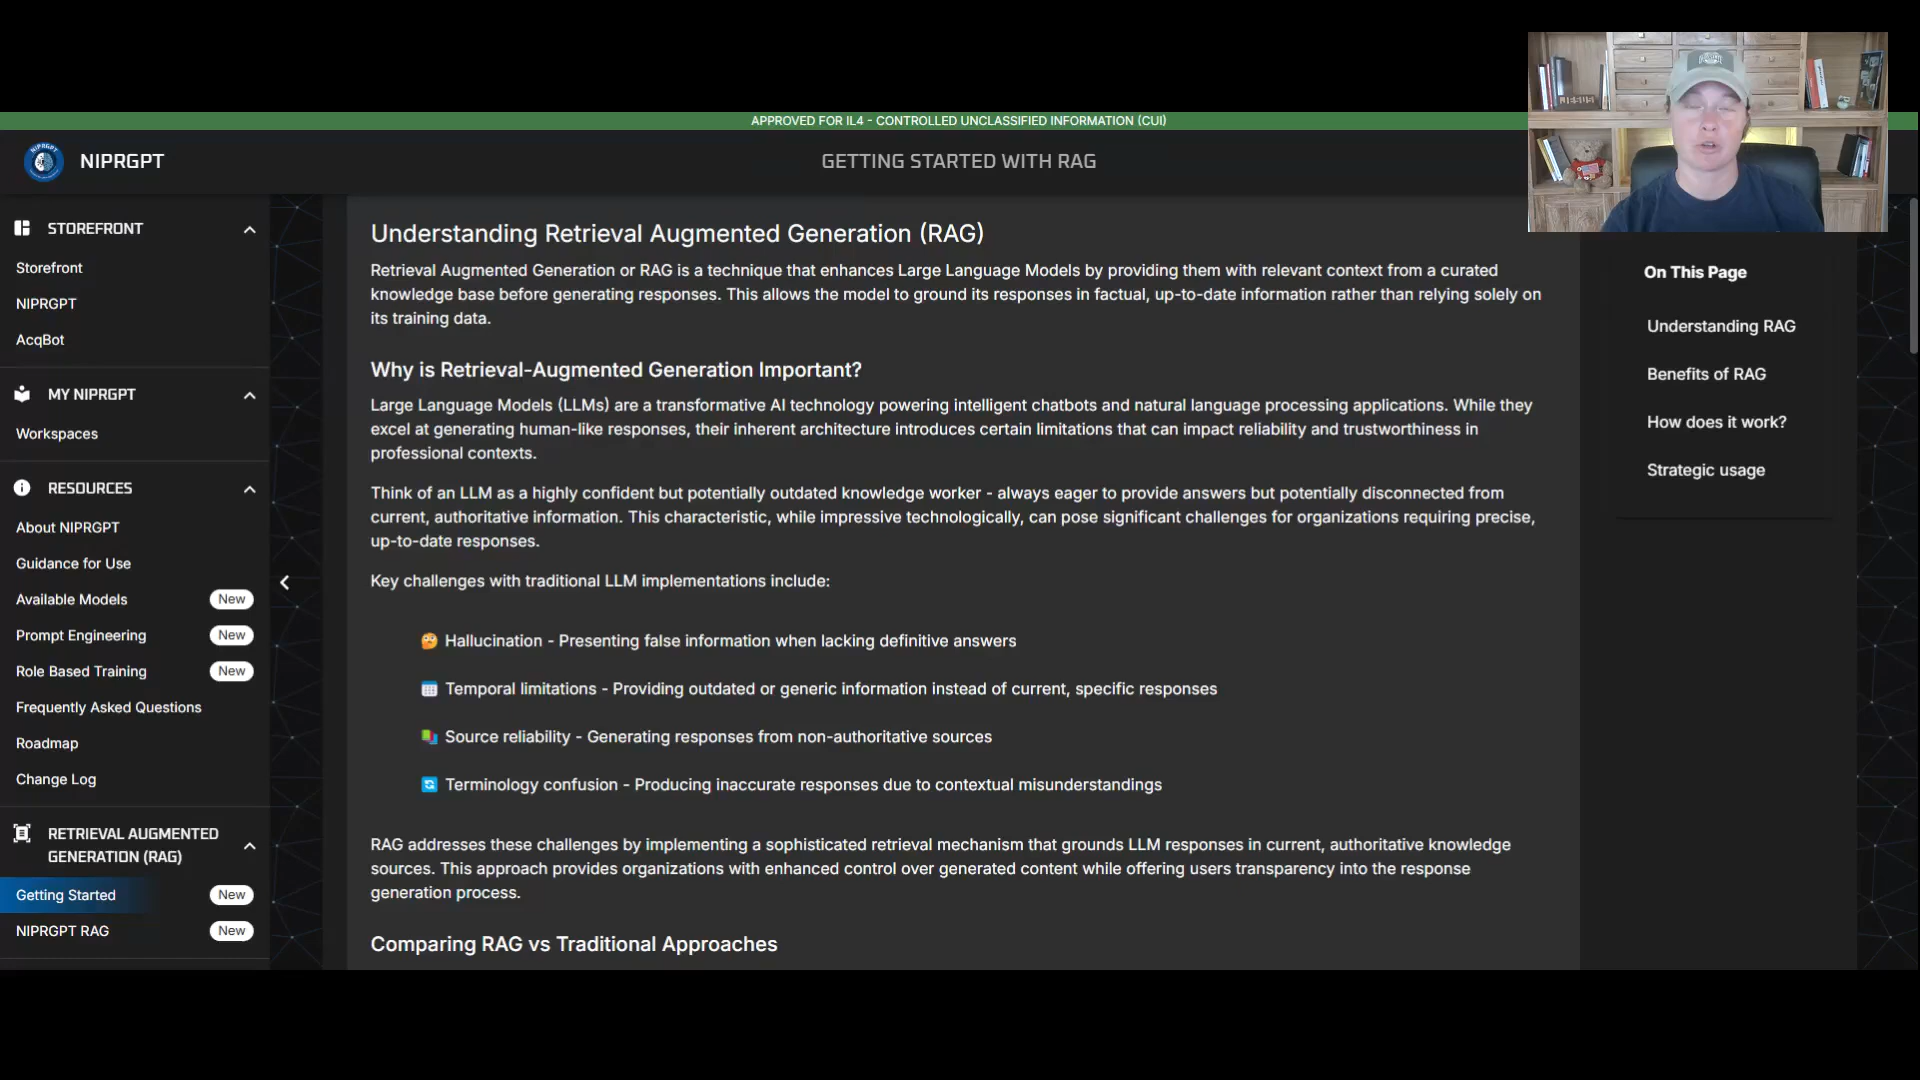 APPROVED FOR IL4 - CONTROLLED UNCLASSIFIED INFORMATION (CUI)
NIPRGPT
GETTING STARTED WITH RAG
STOREFRONT
Storefront
NIPRGPT
AcqBot
MY NIPRGPT
Workspaces
RESOURCES
About NIPRGPT
Guidance for Use
Available Models New
Prompt Engineering New
Role Based Training New
Frequently Asked Questions
Roadmap
Change Log
RETRIEVAL AUGMENTED
GENERATION (RAG)
Getting Started New
NIPRGPT RAG New
Understanding Retrieval Augmented Generation (RAG)
Retrieval Augmented Generation or RAG is a technique that enhances Large Language Models by providing them with relevant context from a curated
knowledge base before generating responses. This allows the model to ground its responses in factual, up-to-date information rather than relying solely on
its training data.
Why is Retrieval-Augmented Generation Important?
Large Language Models (LLMs) are a transformative AI technology powering intelligent chatbots and natural language processing applications. While they
excel at generating human-like responses, their inherent architecture introduces certain limitations that can impact reliability and trustworthiness in
professional contexts.
Think of an LLM as a highly confident but potentially outdated knowledge worker - always eager to provide answers but potentially disconnected from
current, authoritative information. This characteristic, while impressive technologically, can pose significant challenges for organizations requiring precise,
up-to-date responses.
Key challenges with traditional LLM implementations include:
🤔 Hallucination - Presenting false information when lacking definitive answers
📅 Temporal limitations - Providing outdated or generic information instead of current, specific responses
📚 Source reliability - Generating responses from non-authoritative sources
🔄 Terminology confusion - Producing inaccurate responses due to contextual misunderstandings
RAG addresses these challenges by implementing a sophisticated retrieval mechanism that grounds LLM responses in current, authoritative knowledge
sources. This approach provides organizations with enhanced control over generated content while offering users transparency into the response
generation process.
Comparing RAG vs Traditional Approaches
On This Page
Understanding RAG
Benefits of RAG
How does it work?
Strategic usage